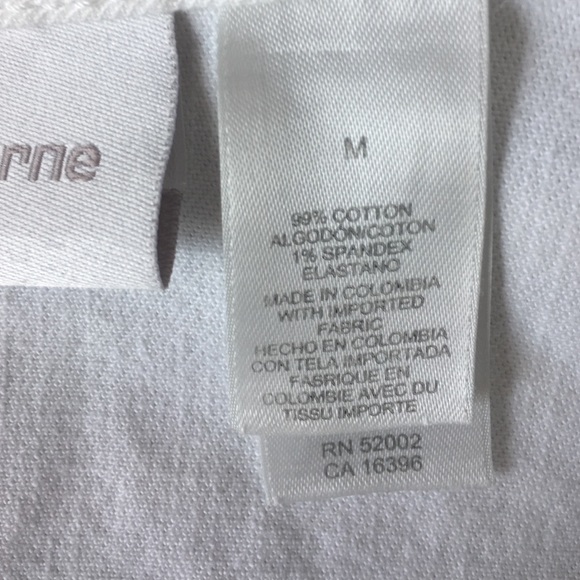 rne
M
99% COTTON
ALGODÓN/COTON
1% SPANDEX
ELASTANO
MADE IN COLOMBIA
WITH IMPORTED
FABRIC
HECHO EN COLOMBIA
CON TELA IMPORTADA
FABRIQUE EN
COLOMBIE AVEC DU
TISSU IMPORTE
RN 52002
CA 16396